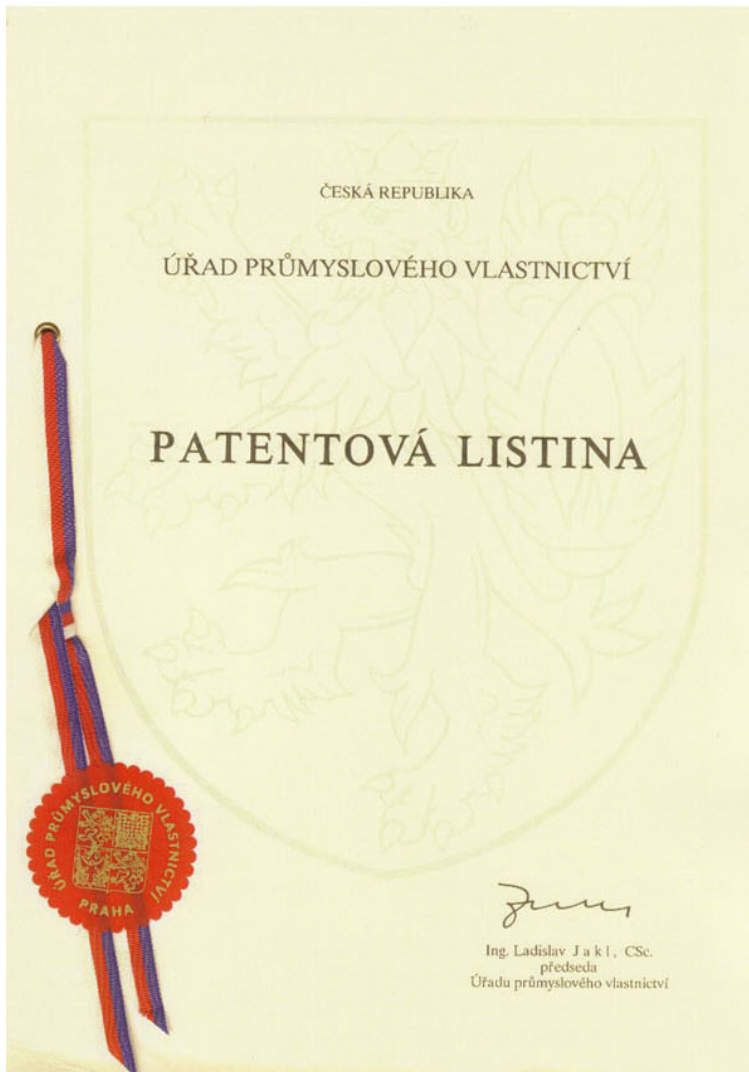 ČESKÁ REPUBLIKA
ÚŘAD PRŮMYSLOVÉHO VLASTNICTVÍ
PATENTOVÁ LISTINA
ÚŘAD PRŮMYSLOVÉHO VLASTNICTVÍ
PRAHA
Ing. Ladislav J a k l , CSc.
předseda
Úřadu průmyslového vlastnictví